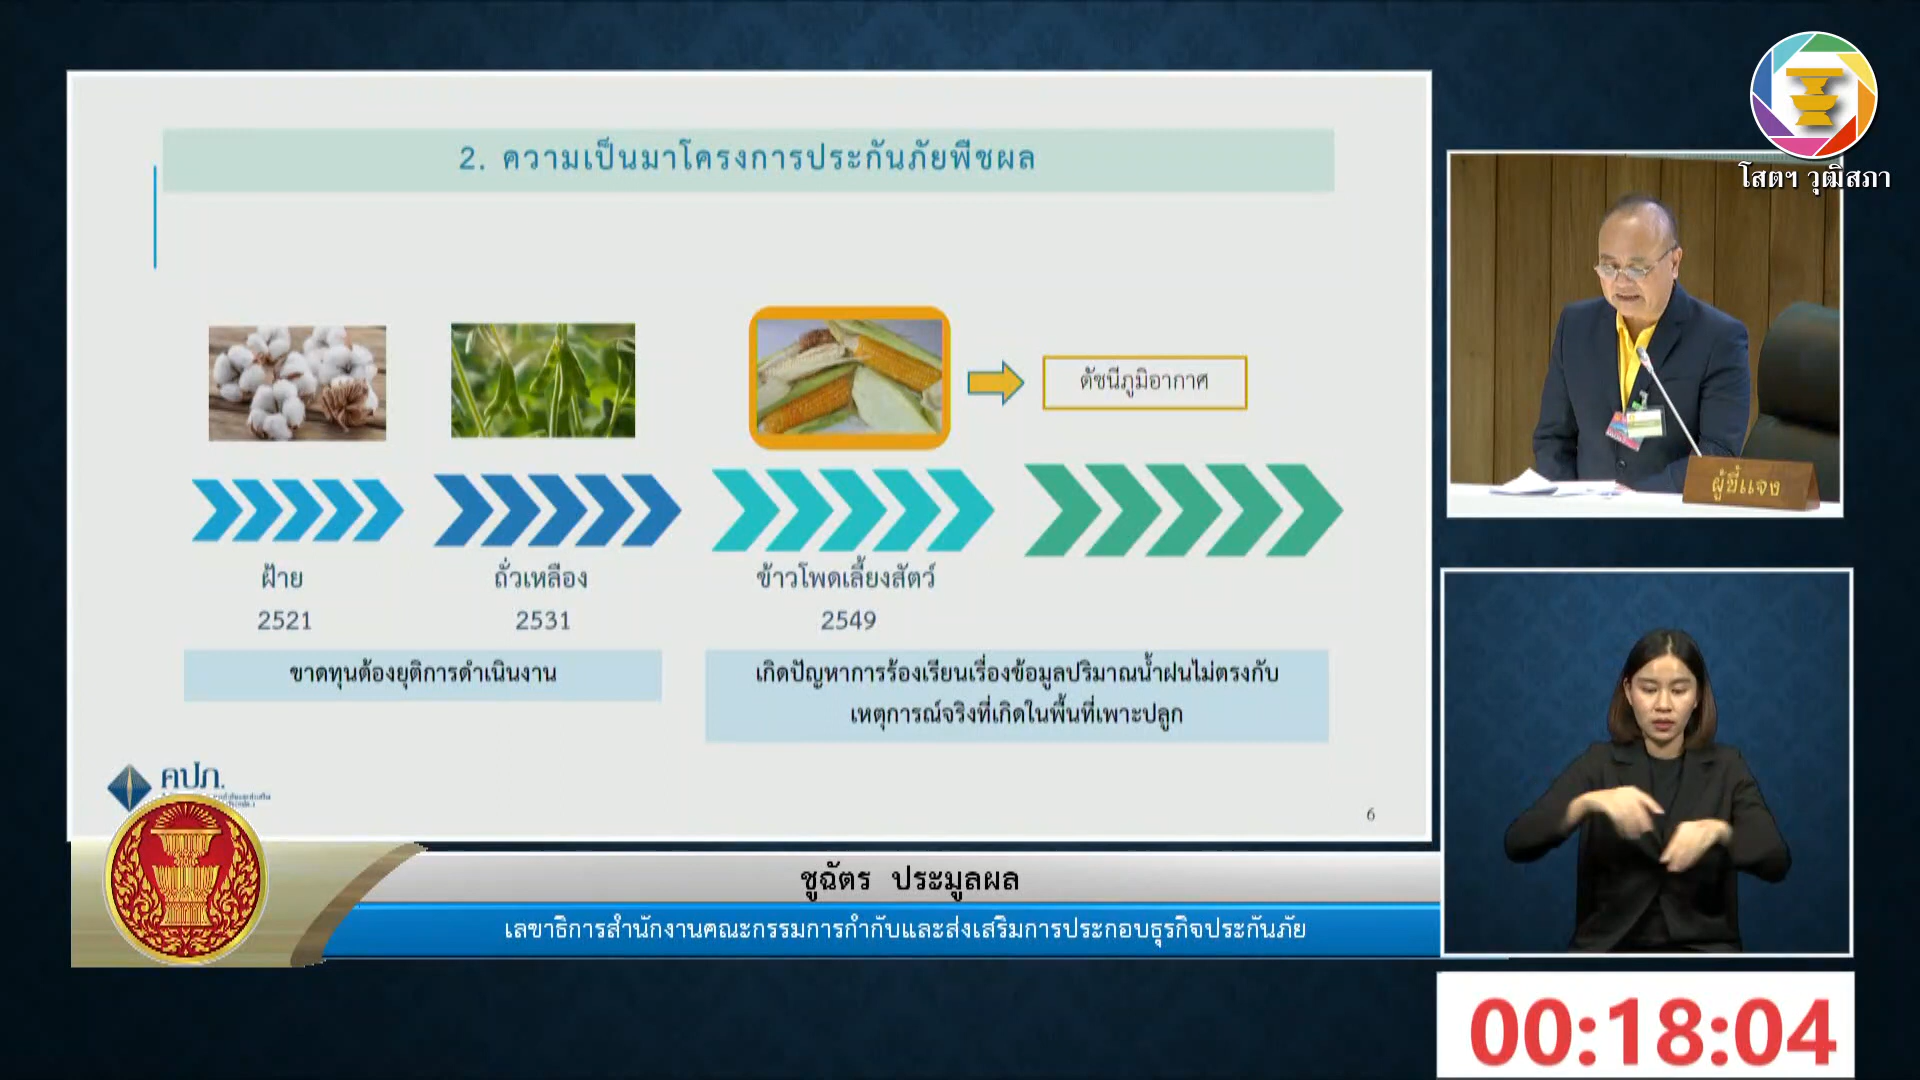 โสตฯ วุฒิสภา
2. ความเป็นมาโครงการประกันภัยพืชผล
ดัชนีภูมิอากาศ
ฝ้าย
2521
ถั่วเหลือง
2531
ข้าวโพดเลี้ยงสัตว์
2549
ขาดทุนต้องยุติการดำเนินงาน
เกิดปัญหาการร้องเรียนเรื่องข้อมูลปริมาณน้ำฝนไม่ตรงกับ
เหตุการณ์จริงที่เกิดในพื้นที่เพาะปลูก
คปภ.
6
ผู้ชี้แจง
ชูฉัตร ประมูลผล
เลขาธิการสำนักงานคณะกรรมการกำกับและส่งเสริมการประกอบธุรกิจประกันภัย
00:18:04